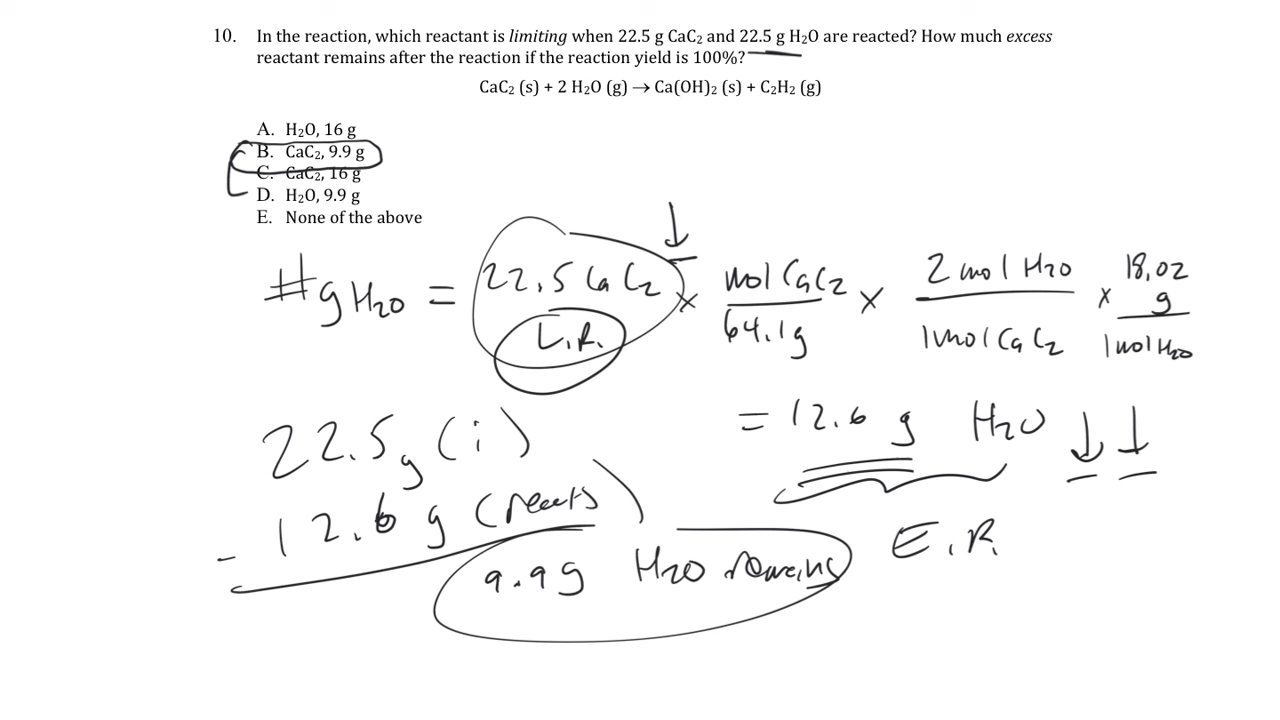 10. In the reaction, which reactant is limiting when 22.5 g CaC₂ and 22.5 g H₂O are reacted? How much excess
reactant remains after the reaction if the reaction yield is 100%?
CaC₂ (s) + 2 H₂O (g) → Ca(OH)₂ (s) + C₂H₂ (g)
A. H₂O, 16 g
B. CaC₂, 9.9 g
C. CaC₂, 16 g
D. H₂O, 9.9 g
E. None of the above
#g H₂O = 22.5 CaC₂ × mol CaC₂ / 64.1g × 2 mol H₂O / 1 mol CaC₂ × 18.02 g / 1 mol H₂O
L.R.
= 12.6 g H₂O
22.5g (i)
- 12.6 g (reacts)
E.R.
9.9g H₂O remains